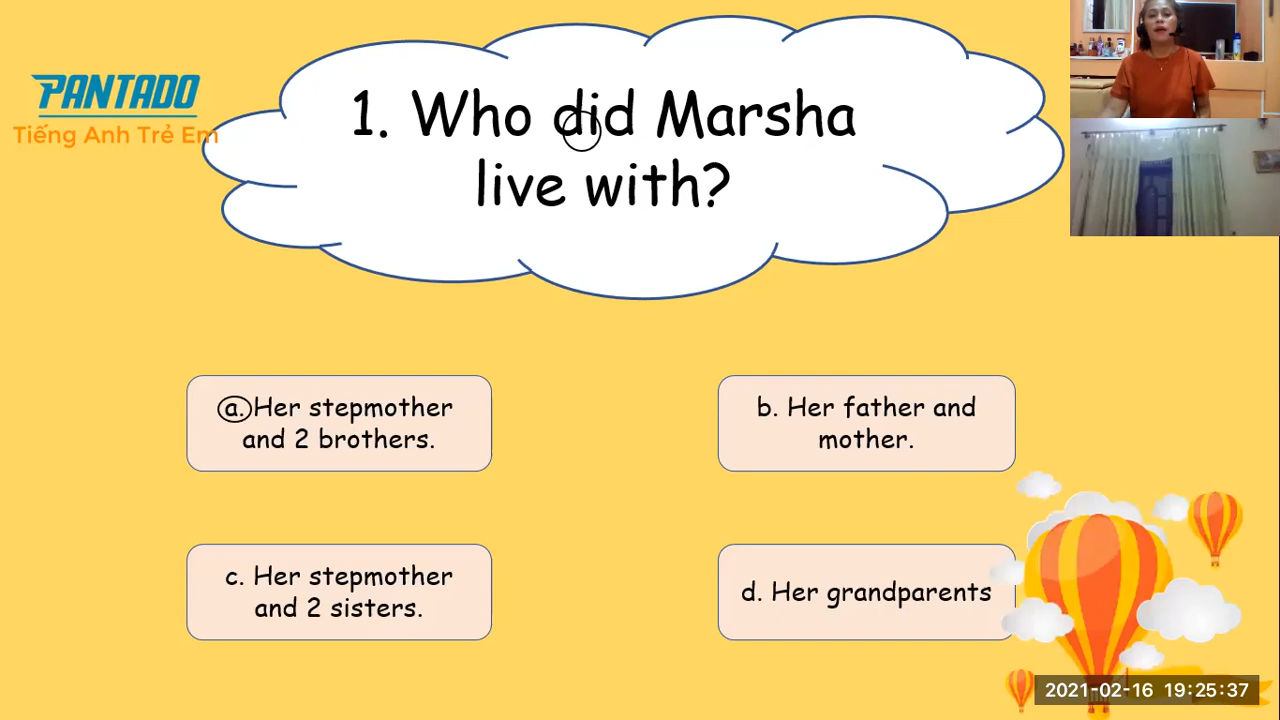 PANTADO
Tiếng Anh Trẻ Em
1. Who did Marsha
live with?
a. Her stepmother
and 2 brothers.
b. Her father and
mother.
c. Her stepmother
and 2 sisters.
d. Her grandparents
2021-02-16 19:25:37